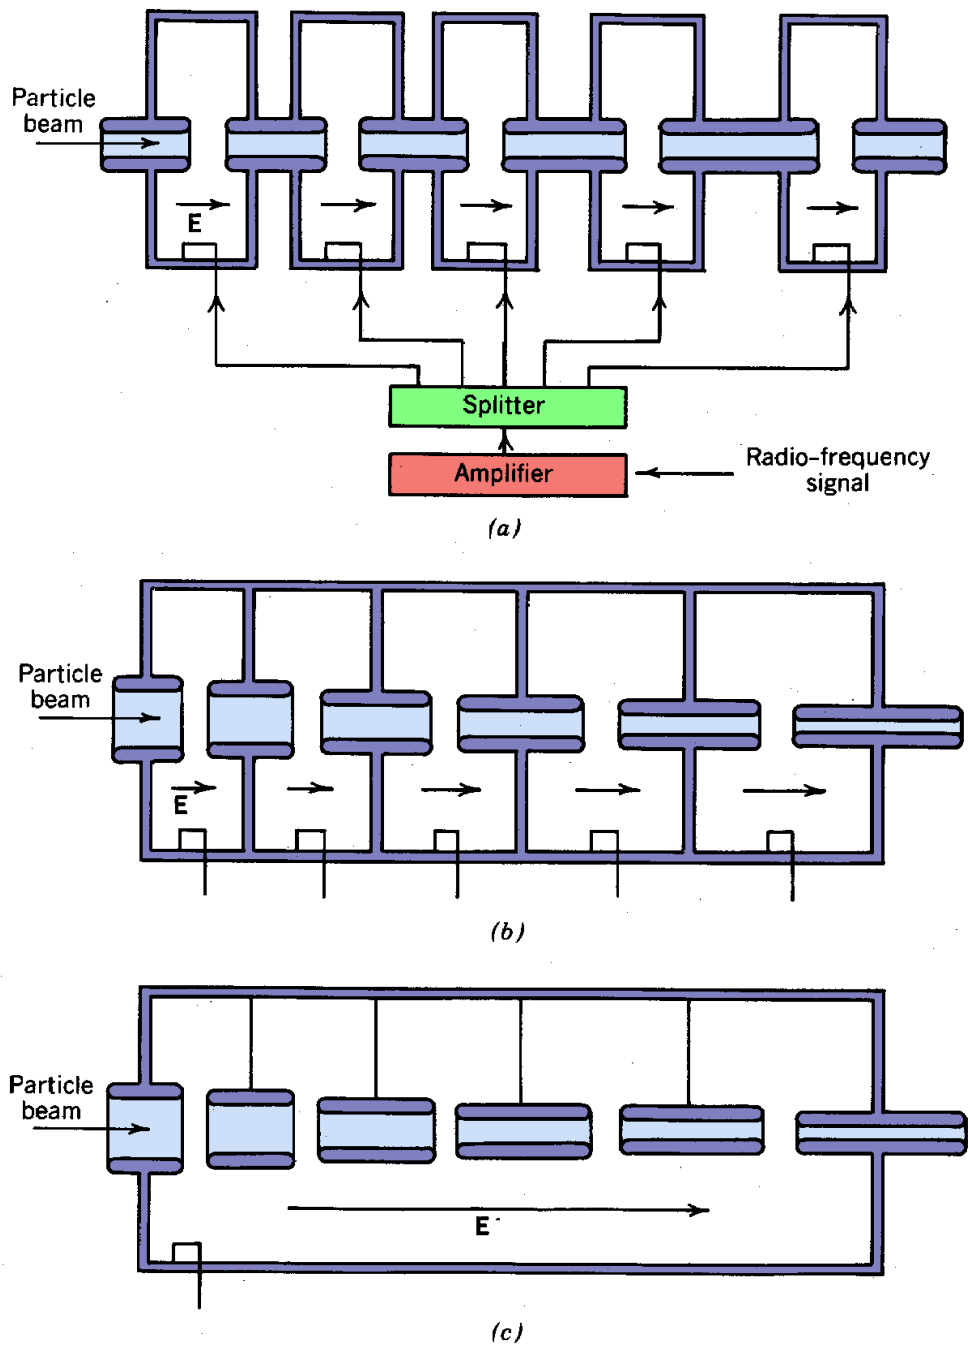 Particle
beam
E
Splitter
Amplifier
Radio-frequency
signal
(a)
Particle
beam
E
(b)
Particle
beam
E
(c)